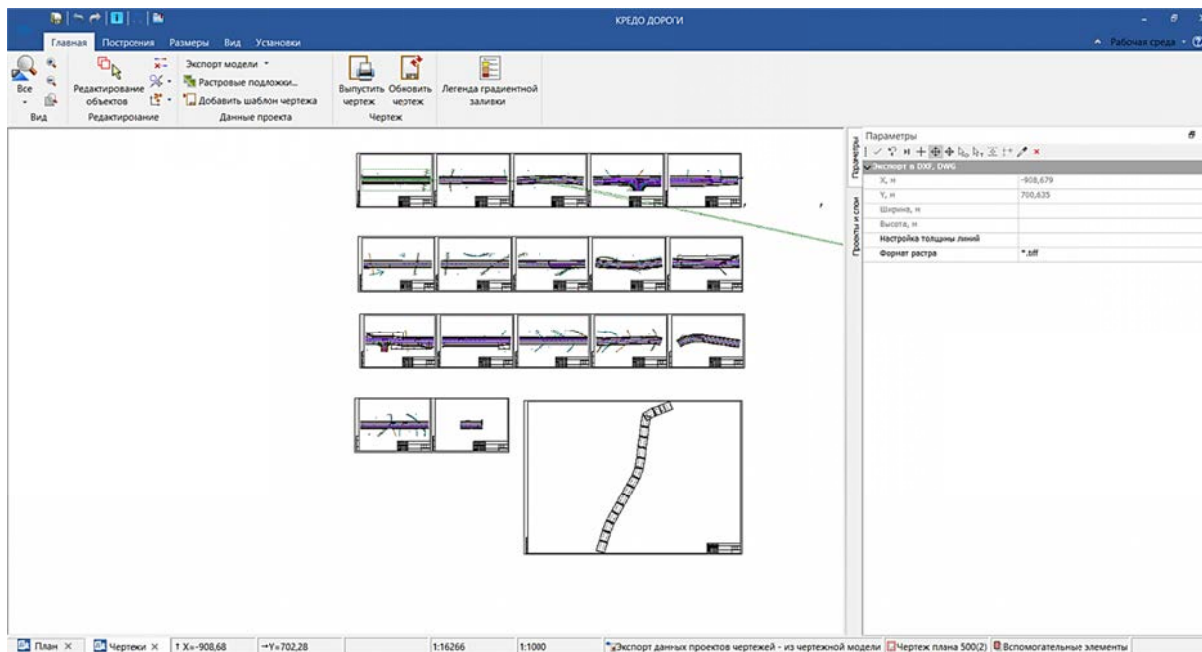 КРЕДО ДОРОГИ
Главная Построения Размеры Вид Установки
Рабочая среда
Все
Редактирование объектов
Экспорт модели
Растровые подложки...
Добавить шаблон чертежа
Выпустить чертеж
Обновить чертеж
Легенда градиентной заливки
Вид Редактирование Данные проекта Чертеж
Параметры
Параметры
Проекты и слои
Экспорт в DXF, DWG
X, м -908,679
Y, м 700,635
Ширина, м
Высота, м
Настройка толщины линий
Формат растра *.tiff
План Чертежи X=-908,68 Y=702,28 1:16266 1:1000 Экспорт данных проектов чертежей - из чертежной модели Чертеж плана 500(2) Вспомогательные элементы